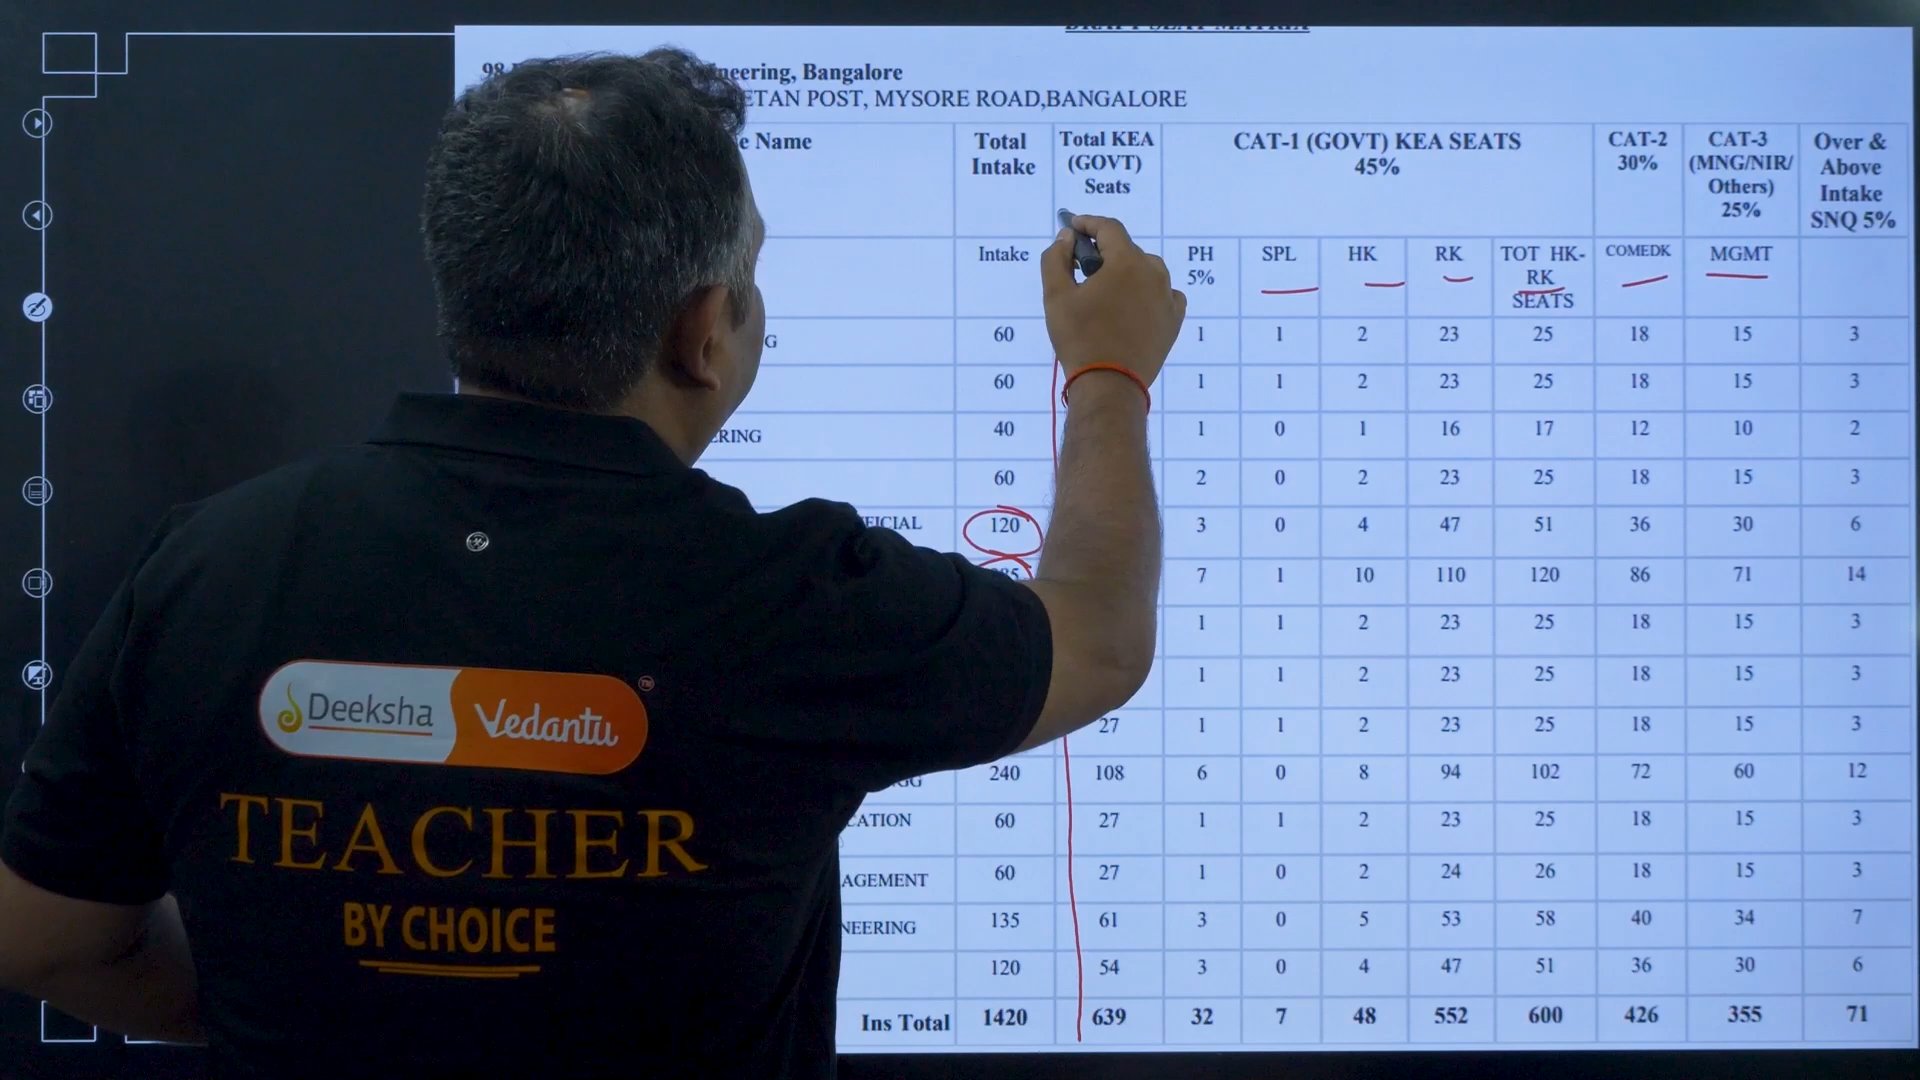 DRAFT SEAT MATRIX
98 neering, Bangalore
ETAN POST, MYSORE ROAD,BANGALORE
e Name Total Intake Total KEA (GOVT) Seats CAT-1 (GOVT) KEA SEATS 45% CAT-2 30% CAT-3 (MNG/NIR/ Others) 25% Over & Above Intake SNQ 5%
Intake PH 5% SPL HK RK TOT HK-RK SEATS COMEDK MGMT
G 60 1 1 2 23 25 18 15 3
60 1 1 2 23 25 18 15 3
ERING 40 1 0 1 16 17 12 10 2
60 2 0 2 23 25 18 15 3
FICIAL 120 3 0 4 47 51 36 30 6
7 1 10 110 120 86 71 14
1 1 2 23 25 18 15 3
1 1 2 23 25 18 15 3
27 1 1 2 23 25 18 15 3
GG 240 108 6 0 8 94 102 72 60 12
CATION 60 27 1 1 2 23 25 18 15 3
AGEMENT 60 27 1 0 2 24 26 18 15 3
NEERING 135 61 3 0 5 53 58 40 34 7
120 54 3 0 4 47 51 36 30 6
Ins Total 1420 639 32 7 48 552 600 426 355 71
Deeksha Vedantu TM
TEACHER
BY CHOICE